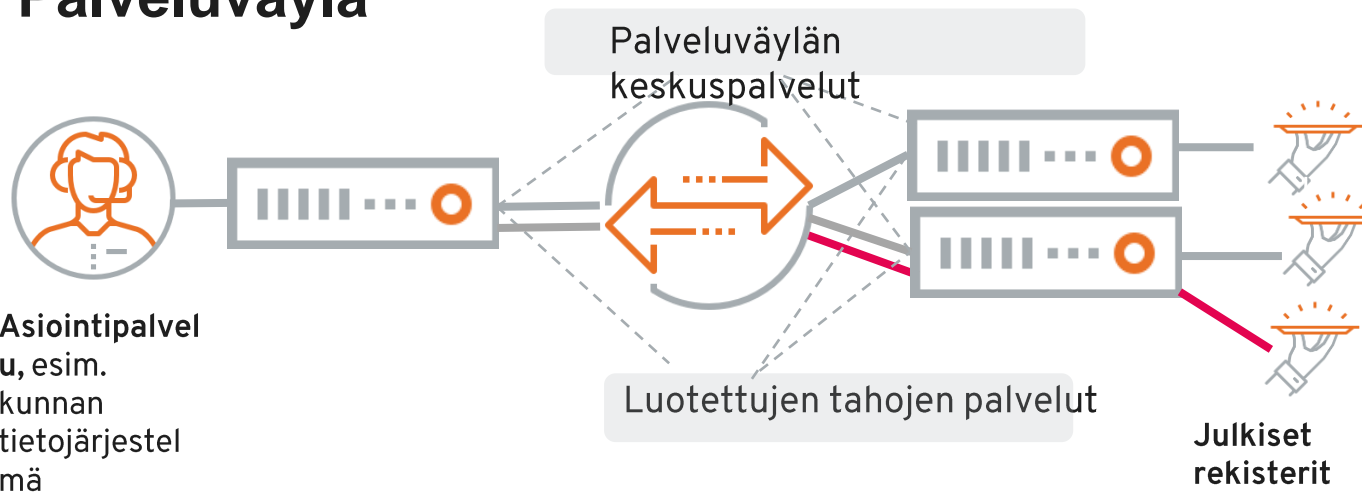 Palveluväylä
Palveluväylän
keskuspalvelut
Asiointipalvel
u, esim.
kunnan
tietojärjestel
mä
Luotettujen tahojen palvelut
Julkiset
rekisterit